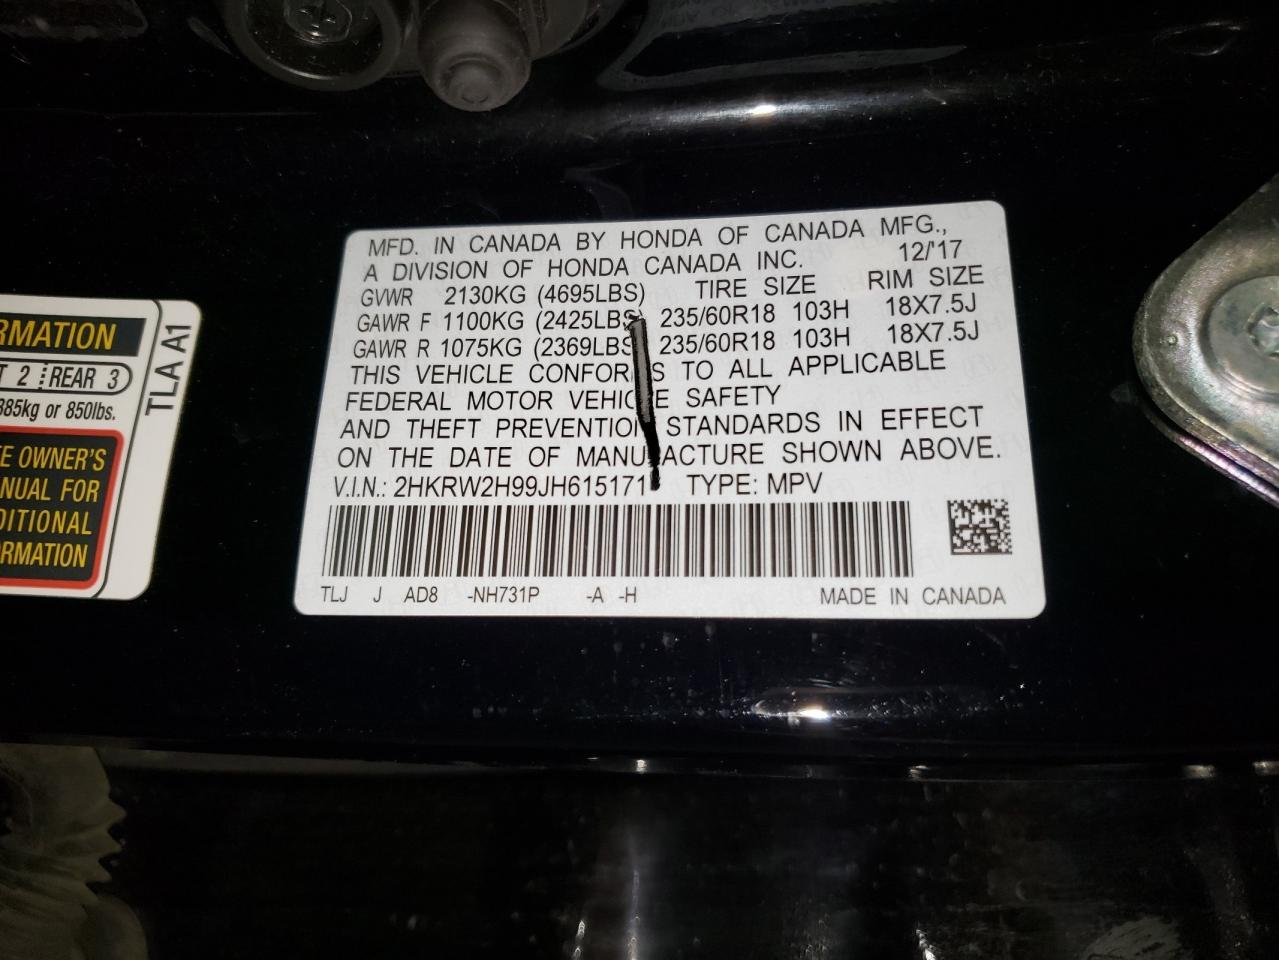 MFD. IN CANADA BY HONDA OF CANADA MFG.,
A DIVISION OF HONDA CANADA INC. 12/'17
GVWR 2130KG (4695LBS) TIRE SIZE RIM SIZE
GAWR F 1100KG (2425LBS 235/60R18 103H 18X7.5J
GAWR R 1075KG (2369LBS 235/60R18 103H 18X7.5J
THIS VEHICLE CONFORMS TO ALL APPLICABLE
FEDERAL MOTOR VEHICLE SAFETY
AND THEFT PREVENTION STANDARDS IN EFFECT
ON THE DATE OF MANUFACTURE SHOWN ABOVE.
V.I.N.: TYPE: MPV
TLJ J AD8 -NH731P -A -H MADE IN CANADA
RMATION
T 2 REAR 3
385kg or 850lbs.
E OWNER'S
NUAL FOR
DITIONAL
ORMATION
TLA A1